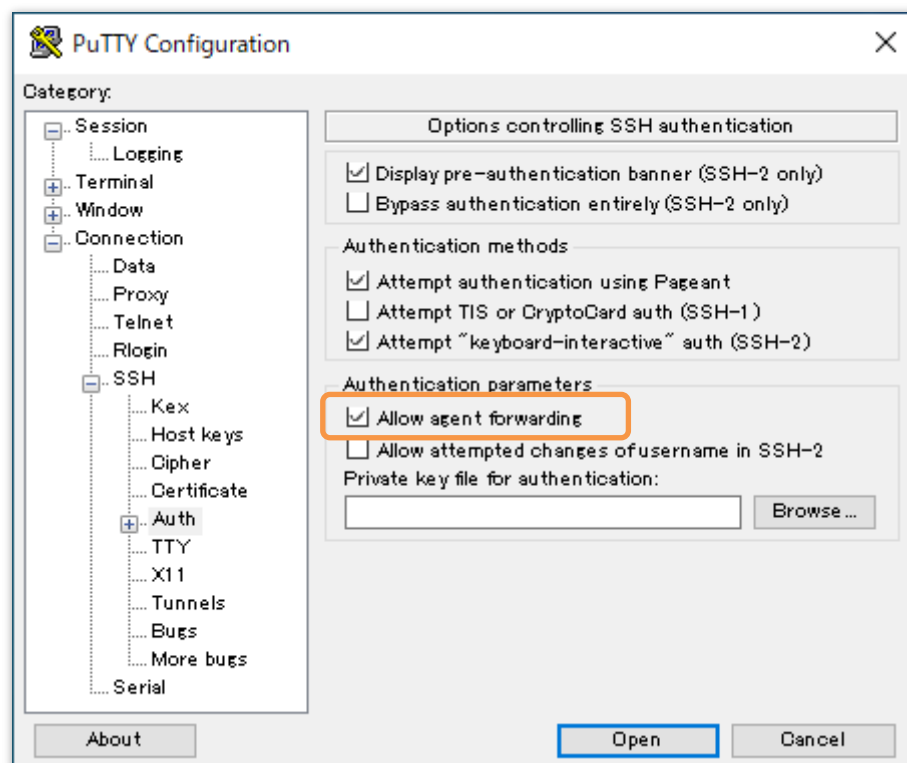 PuTTY Configuration
Category:
Session
Logging
Terminal
Window
Connection
Data
Proxy
Telnet
Rlogin
SSH
Kex
Host keys
Cipher
Certificate
Auth
TTY
X11
Tunnels
Bugs
More bugs
Serial
Options controlling SSH authentication
Display pre-authentication banner (SSH-2 only)
Bypass authentication entirely (SSH-2 only)
Authentication methods
Attempt authentication using Pageant
Attempt TIS or CryptoCard auth (SSH-1)
Attempt "keyboard-interactive" auth (SSH-2)
Authentication parameters
Allow agent forwarding
Allow attempted changes of username in SSH-2
Private key file for authentication:
Browse...
About
Open
Cancel